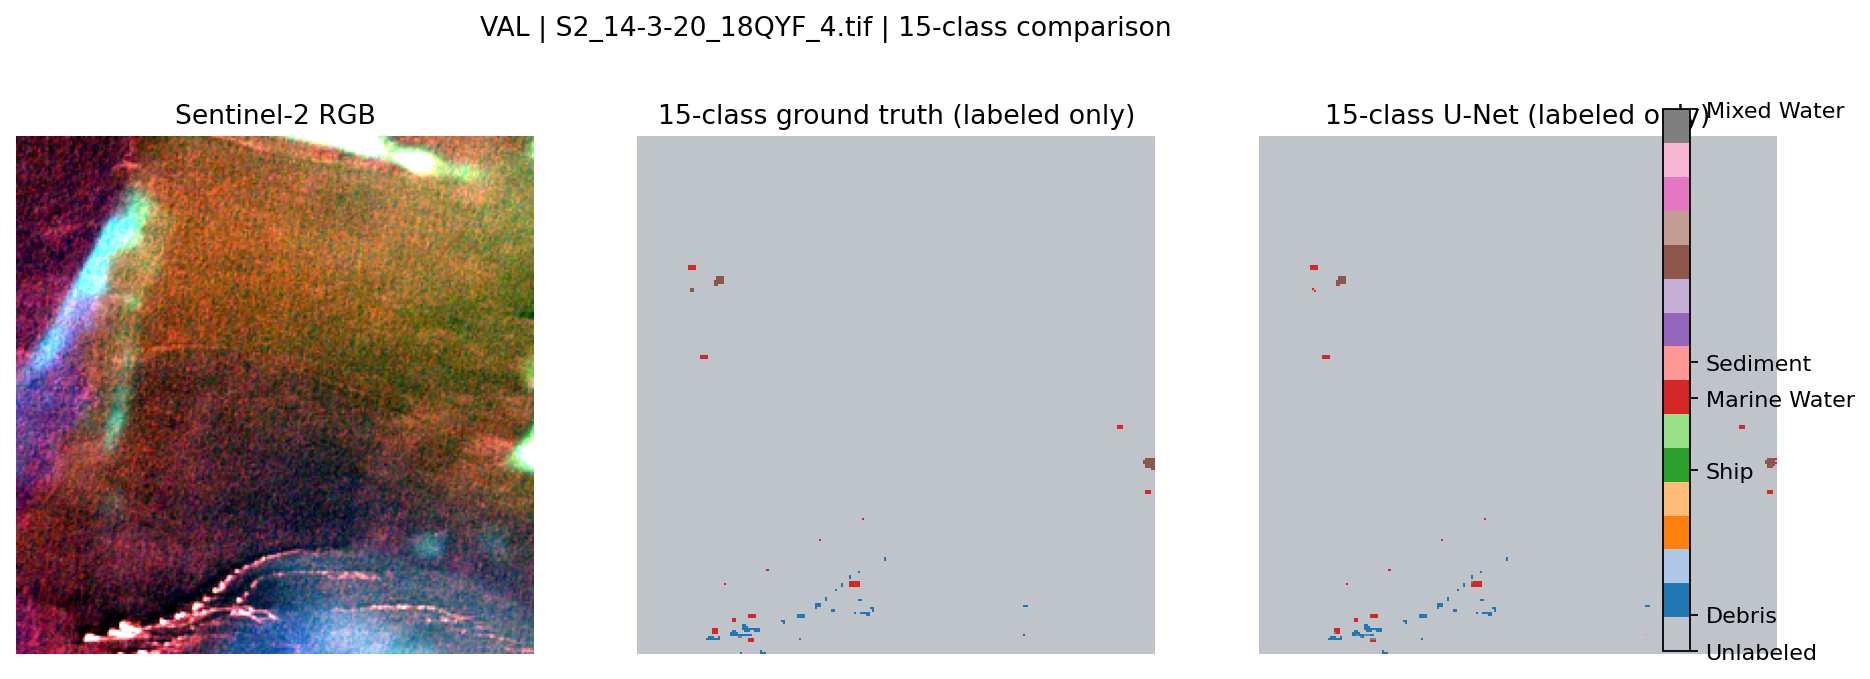 VAL | S2_14-3-20_18QYF_4.tif | 15-class comparison
Sentinel-2 RGB
15-class ground truth (labeled only)
15-class U-Net (labeled only)
Mixed Water
Sediment
Marine Water
Ship
Debris
Unlabeled